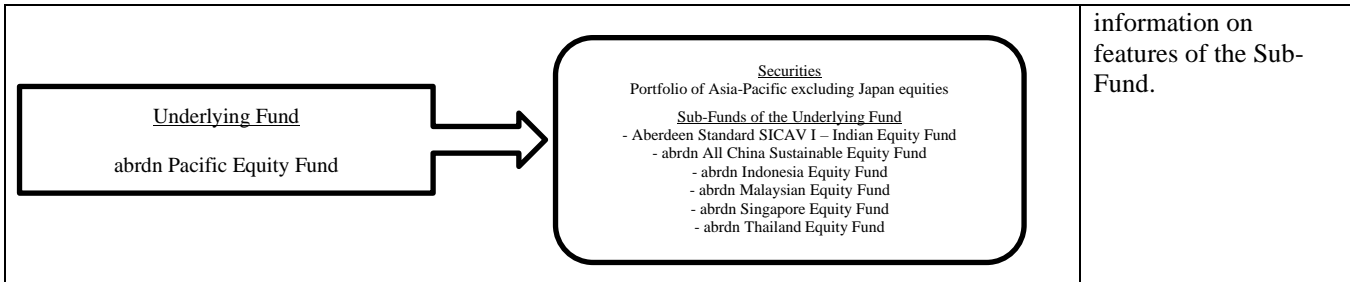 Underlying Fund
abrdn Pacific Equity Fund
Securities
Portfolio of Asia-Pacific excluding Japan equities
Sub-Funds of the Underlying Fund
- Aberdeen Standard SICAV I – Indian Equity Fund
- abrdn All China Sustainable Equity Fund
- abrdn Indonesia Equity Fund
- abrdn Malaysian Equity Fund
- abrdn Singapore Equity Fund
- abrdn Thailand Equity Fund
information on
features of the Sub-
Fund.